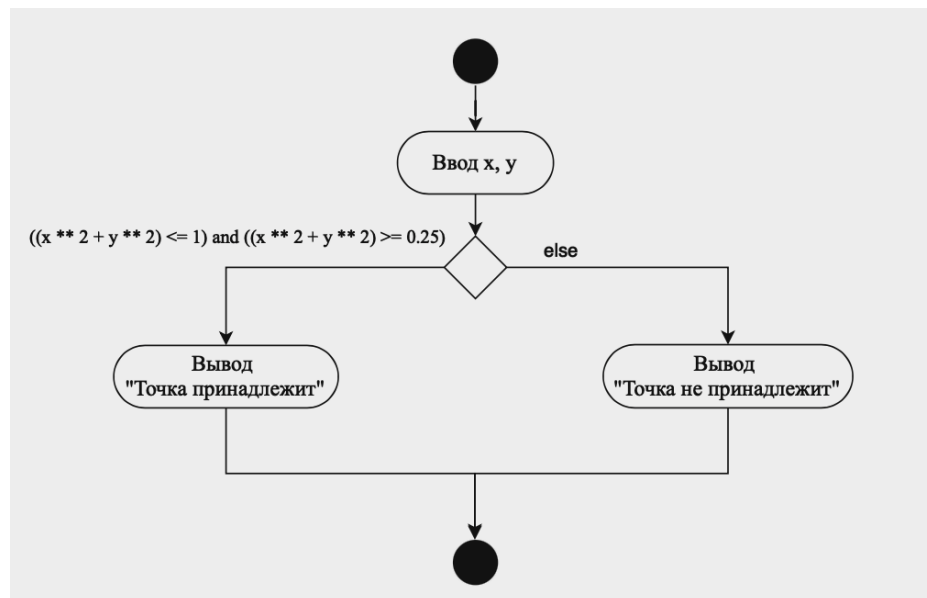 Ввод x, y
((x ** 2 + y ** 2) <= 1) and ((x ** 2 + y ** 2) >= 0.25)
else
Вывод
"Точка принадлежит"
Вывод
"Точка не принадлежит"